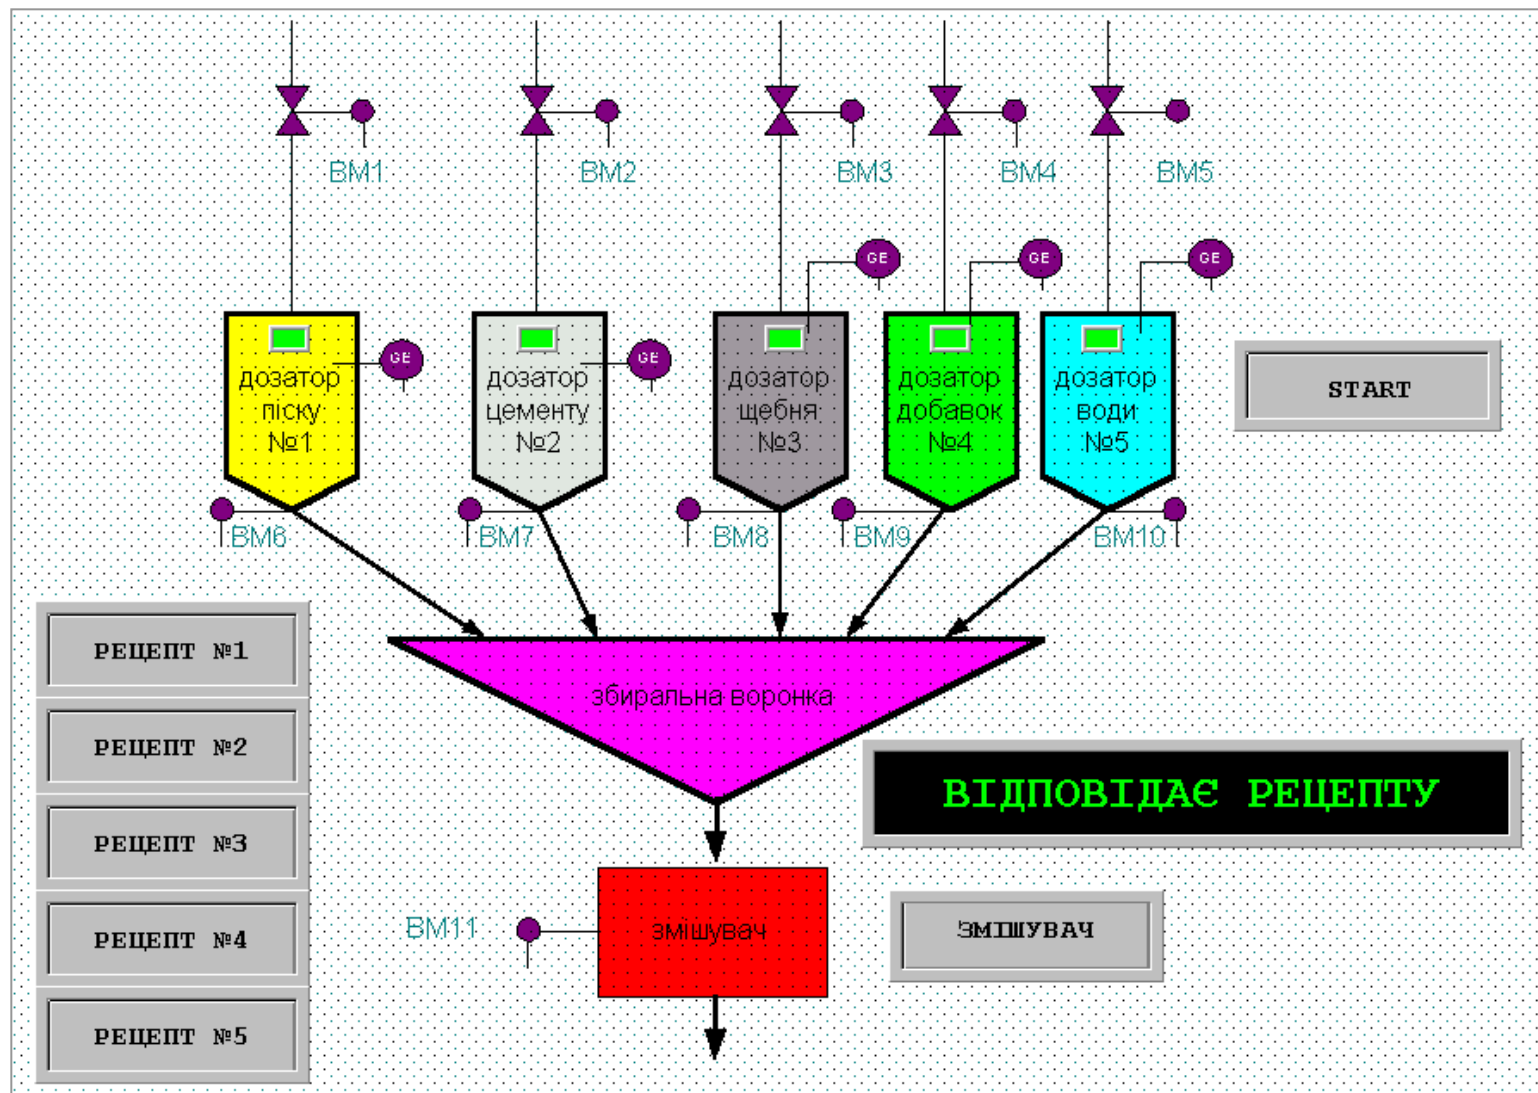 ВМ1
ВМ2
ВМ3
ВМ4
ВМ5
GE
GE
GE
GE
GE
дозатор
піску
№1
дозатор
цементу
№2
дозатор
щебня
№3
дозатор
добавок
№4
дозатор
води
№5
START
ВМ6
ВМ7
ВМ8
ВМ9
ВМ10
РЕЦЕПТ №1
РЕЦЕПТ №2
РЕЦЕПТ №3
РЕЦЕПТ №4
РЕЦЕПТ №5
збиральна воронка
ВІДПОВІДАЄ РЕЦЕПТУ
ВМ11
змішувач
ЗМІШУВАЧ